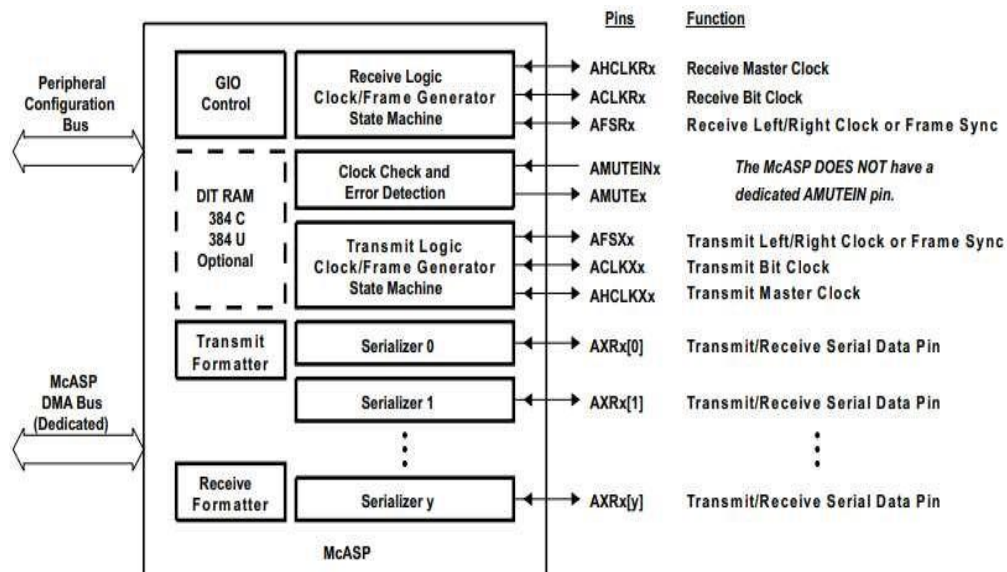 Pins Function
Peripheral
Configuration
Bus
GIO
Control
Receive Logic
Clock/Frame Generator
State Machine
AHCLKRx Receive Master Clock
ACLKRx Receive Bit Clock
AFSRx Receive Left/Right Clock or Frame Sync
DIT RAM
384 C
384 U
Optional
Clock Check and
Error Detection
AMUTEINx
AMUTEx
The McASP DOES NOT have a
dedicated AMUTEIN pin.
Transmit Logic
Clock/Frame Generator
State Machine
AFSXx Transmit Left/Right Clock or Frame Sync
ACLKXx Transmit Bit Clock
AHCLKXx Transmit Master Clock
Transmit
Formatter
Serializer 0
AXRx[0] Transmit/Receive Serial Data Pin
McASP
DMA Bus
(Dedicated)
Serializer 1
AXRx[1] Transmit/Receive Serial Data Pin
Receive
Formatter
Serializer y
AXRx[y] Transmit/Receive Serial Data Pin
McASP